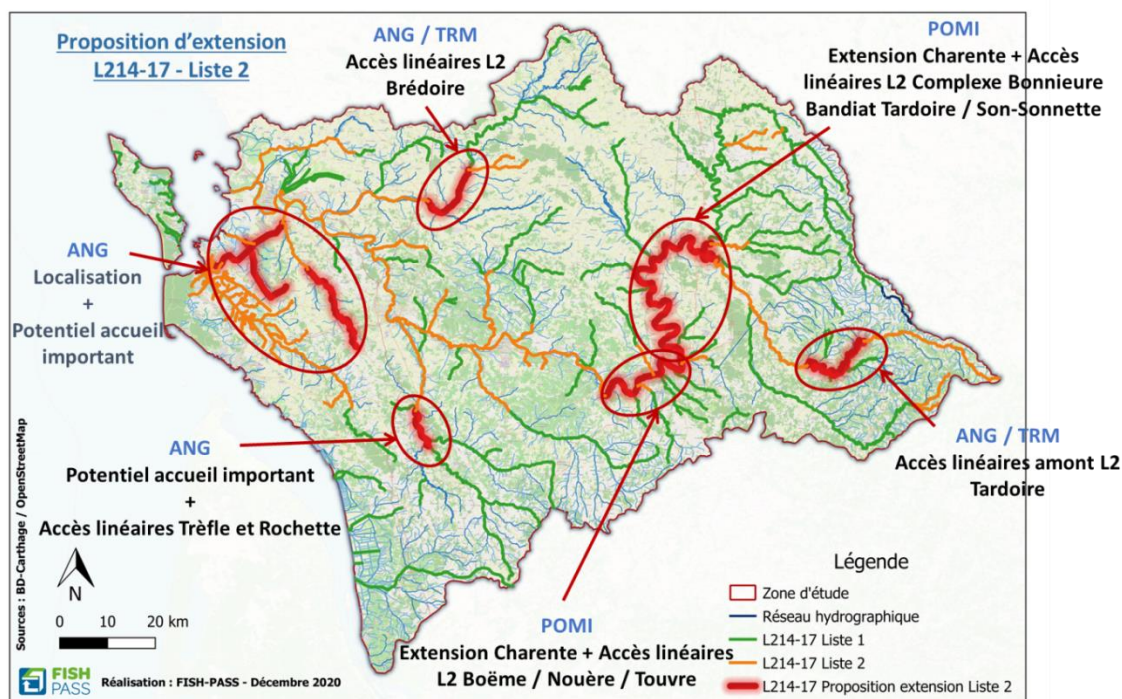 Proposition d'extension
L214-17 - Liste 2
ANG / TRM
Accès linéaires L2
Brédoire
POMI
Extension Charente + Accès
linéaires L2 Complexe Bonnieure
Bandiat Tardoire / Son-Sonnette
ANG
Localisation
+
Potentiel accueil
important
ANG
Potentiel accueil important
+
Accès linéaires Trèfle et Rochette
ANG / TRM
Accès linéaires amont L2
Tardoire
POMI
Extension Charente + Accès linéaires
L2 Boëme / Nouère / Touvre
Légende
Zone d'étude
Réseau hydrographique
L214-17 Liste 1
L214-17 Liste 2
L214-17 Proposition extension Liste 2
Sources : BD-Carthage / OpenStreetMap
N
0 10 20 km
FISH
PASS
Réalisation : FISH-PASS - Décembre 2020